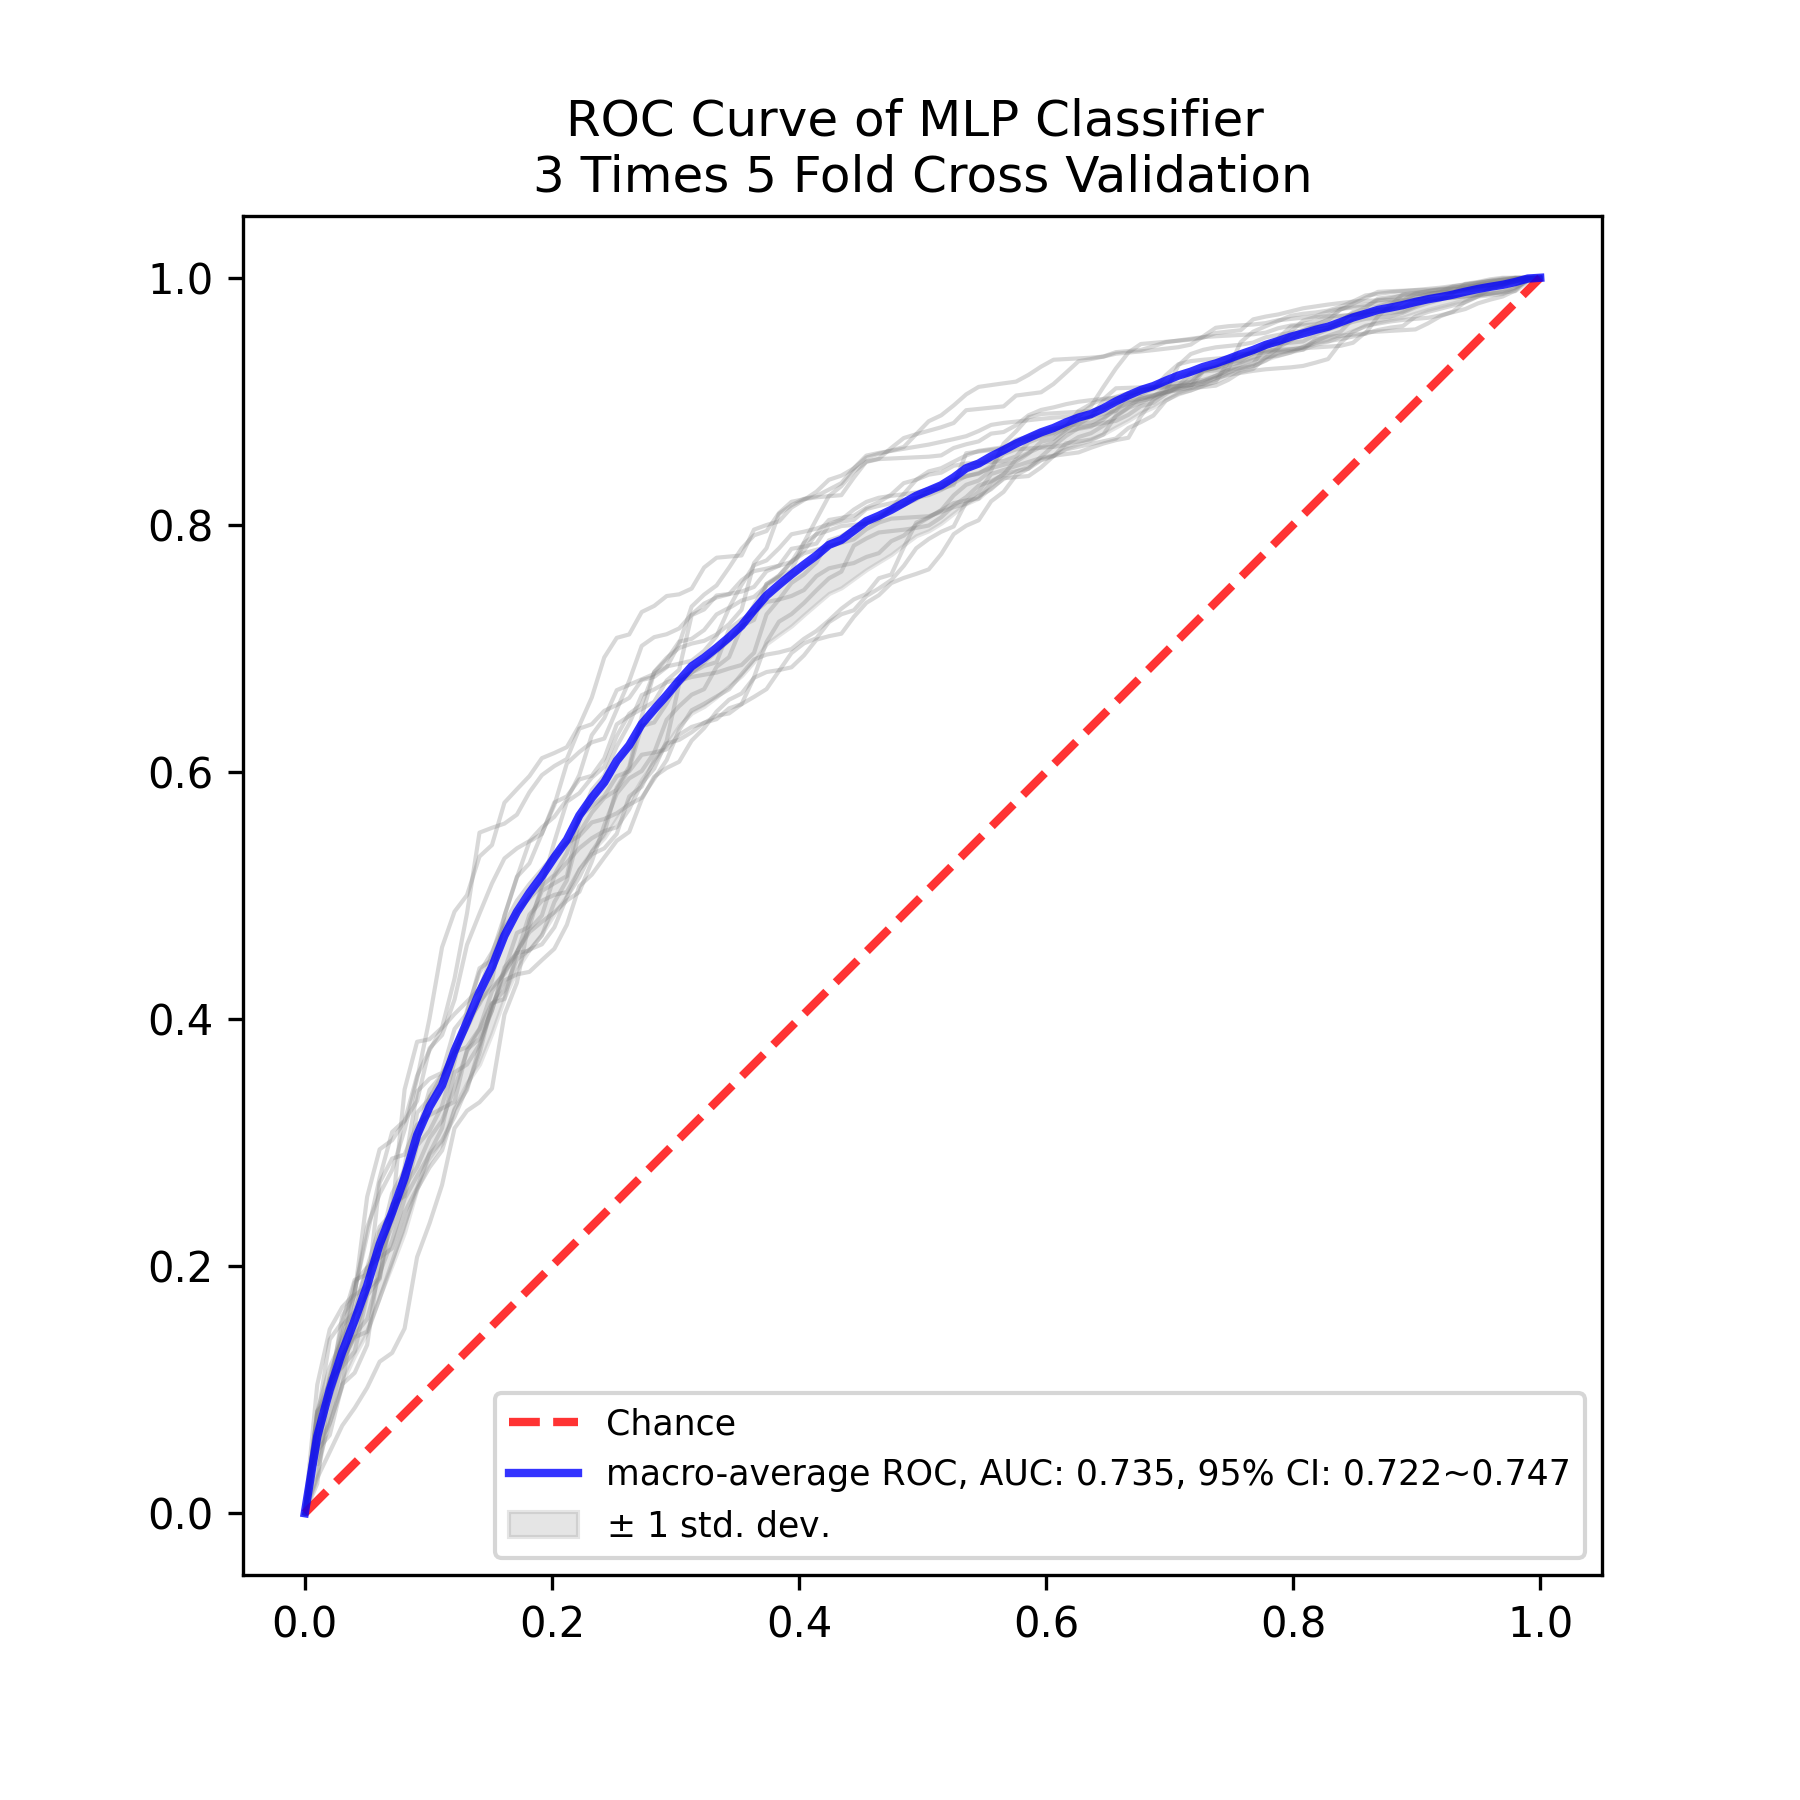 ROC Curve of MLP Classifier
3 Times 5 Fold Cross Validation
1.0
0.8
0.6
0.4
0.2
0.0
Chance
macro-average ROC, AUC: 0.735, 95% CI: 0.722~0.747
± 1 std. dev.
0.0 0.2 0.4 0.6 0.8 1.0